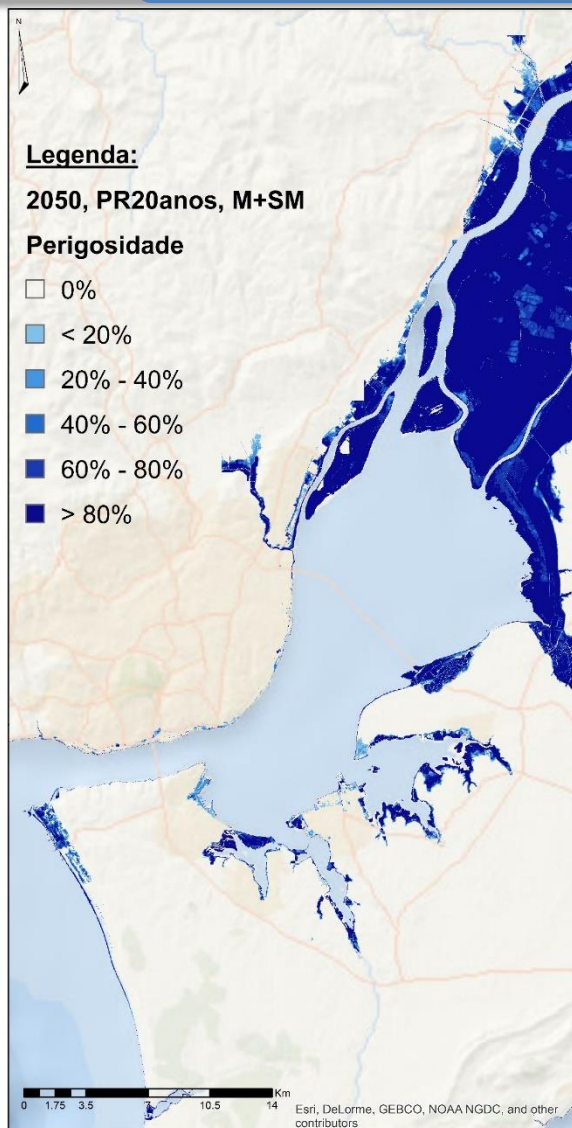 N
Legenda:
2050, PR20anos, M+SM
Perigosidade
0%
< 20%
20% - 40%
40% - 60%
60% - 80%
> 80%
Km
0 1.75 3.5 7 10.5 14
Esri, DeLorme, GEBCO, NOAA NGDC, and other
contributors